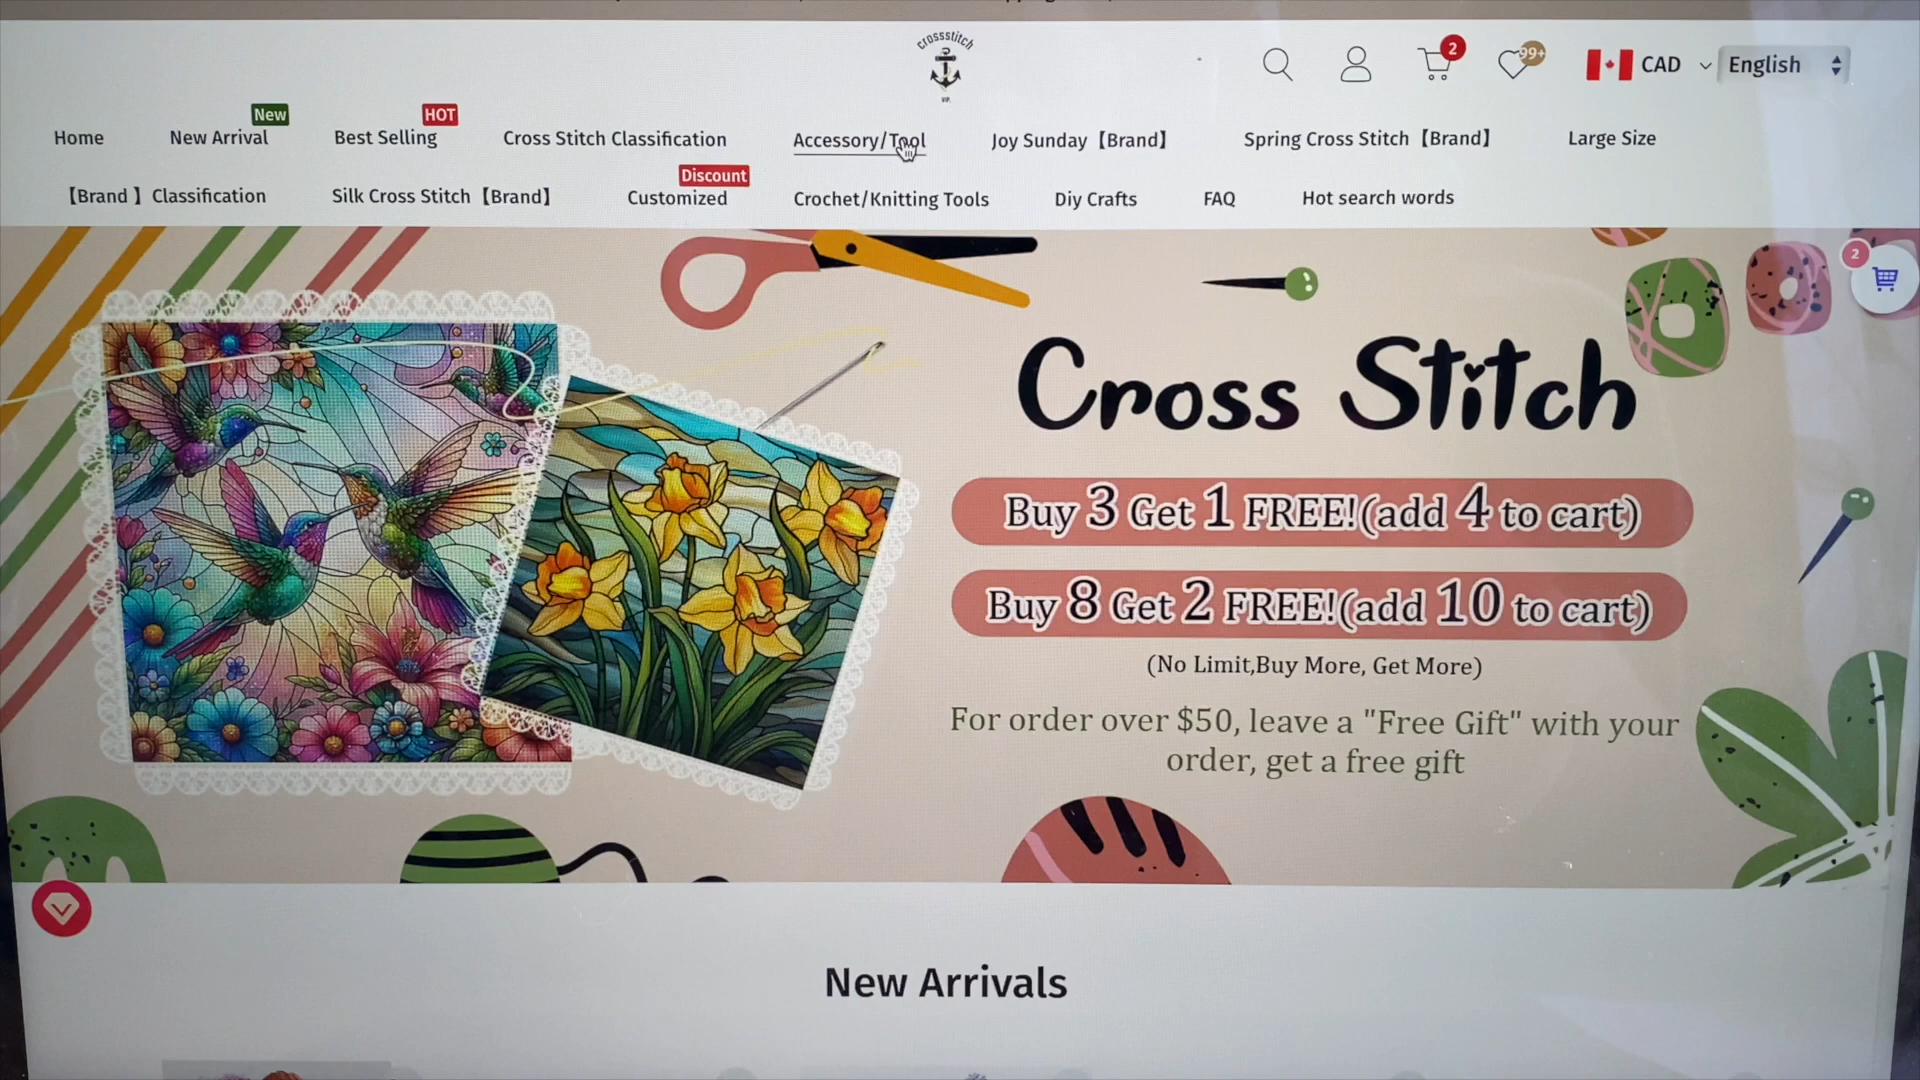 crossstitch
VIP.
2
99+
CAD
English
New
HOT
Home
New Arrival
Best Selling
Cross Stitch Classification
Accessory/Tool
Joy Sunday【Brand】
Spring Cross Stitch【Brand】
Large Size
Discount
【Brand 】Classification
Silk Cross Stitch【Brand】
Customized
Crochet/Knitting Tools
Diy Crafts
FAQ
Hot search words
2
Cross Stitch
Buy 3 Get 1 FREE!(add 4 to cart)
Buy 8 Get 2 FREE!(add 10 to cart)
(No Limit,Buy More, Get More)
For order over $50, leave a "Free Gift" with your
order, get a free gift
New Arrivals